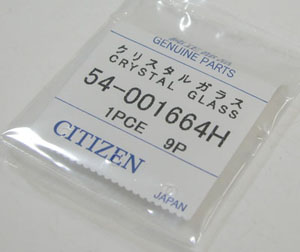 GENUINE PARTS
クリスタルガラス
CRYSTAL GLASS
54-001664H
1PCE 9P
CITIZEN
JAPAN